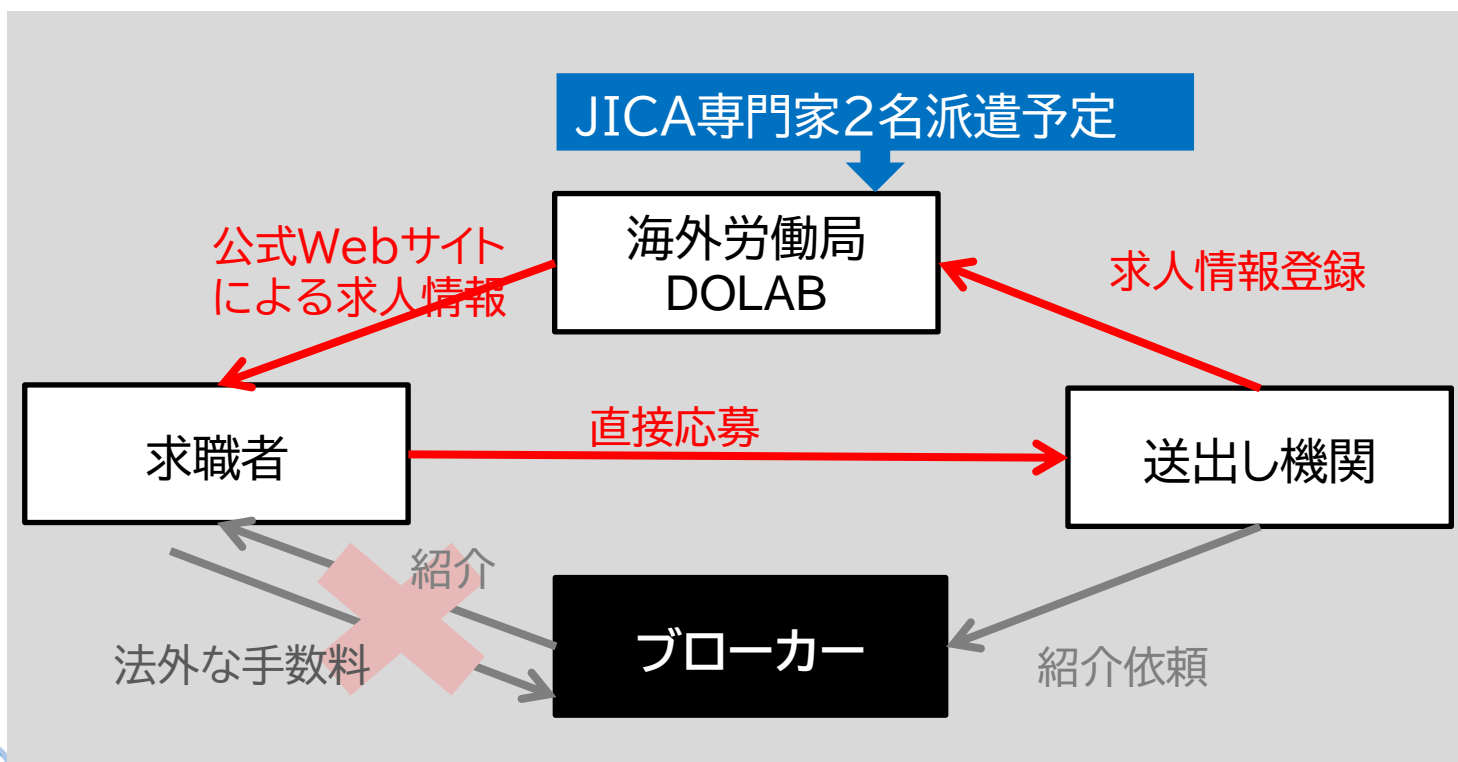 JICA専門家2名派遣予定
海外労働局
DOLAB
公式Webサイト
による求人情報
求人情報登録
求職者
直接応募
送出し機関
紹介
法外な手数料
ブローカー
紹介依頼